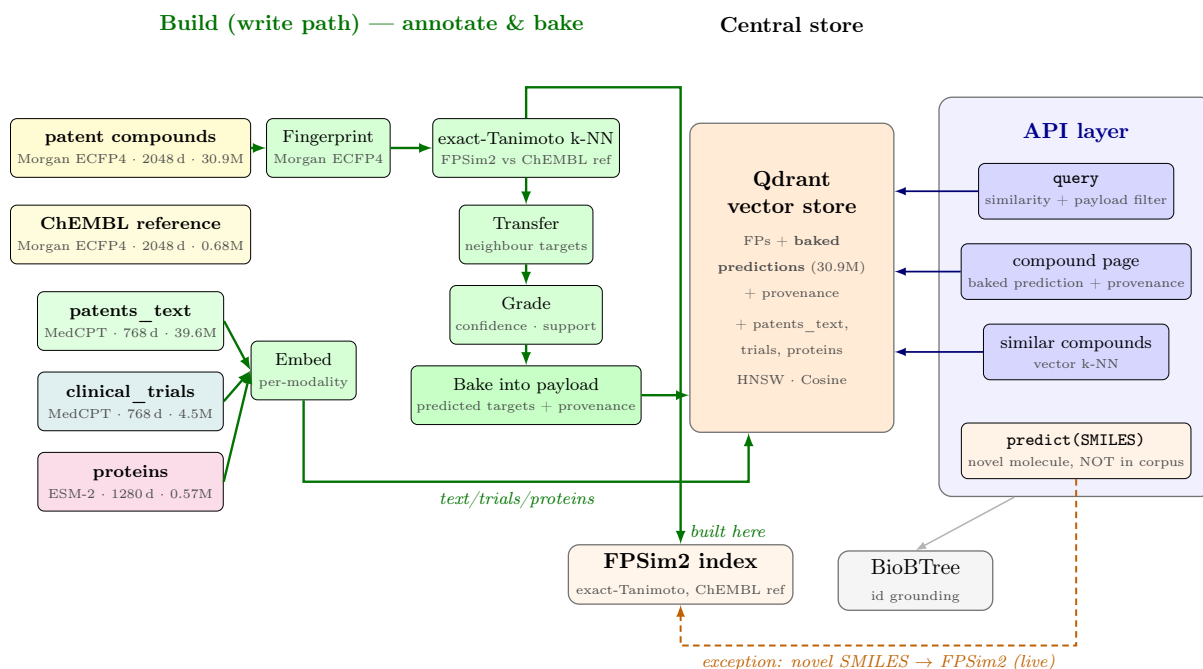 Build (write path) — annotate & bake
Central store
patent compounds
Morgan ECFP4 · 2048 d · 30.9M
Fingerprint
Morgan ECFP4
exact-Tanimoto k-NN
FPSim2 vs ChEMBL ref
ChEMBL reference
Morgan ECFP4 · 2048 d · 0.68M
Transfer
neighbour targets
patents_text
MedCPT · 768 d · 39.6M
Grade
confidence · support
clinical_trials
MedCPT · 768 d · 4.5M
Embed
per-modality
Bake into payload
predicted targets + provenance
proteins
ESM-2 · 1280 d · 0.57M
text/trials/proteins
Qdrant
vector store
FPs + baked
predictions (30.9M)
+ provenance
+ patents_text,
trials, proteins
HNSW · Cosine
API layer
query
similarity + payload filter
compound page
baked prediction + provenance
similar compounds
vector k-NN
predict(SMILES)
novel molecule, NOT in corpus
built here
FPSim2 index
exact-Tanimoto, ChEMBL ref
BioBTree
id grounding
exception: novel SMILES → FPSim2 (live)